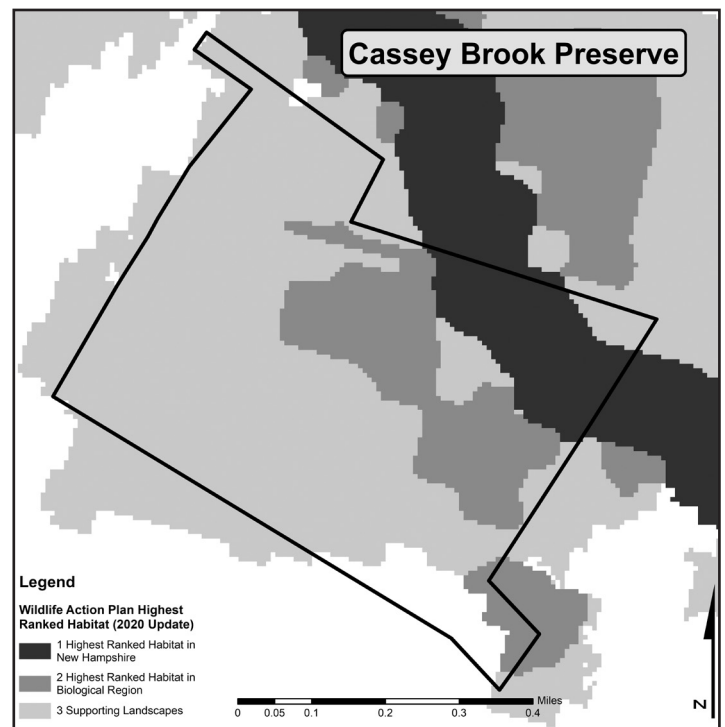 Cassey Brook Preserve
Legend
Wildlife Action Plan Highest
Ranked Habitat (2020 Update)
1 Highest Ranked Habitat in
New Hampshire
2 Highest Ranked Habitat in
Biological Region
3 Supporting Landscapes
Miles
0 0.05 0.1 0.2 0.3 0.4
N